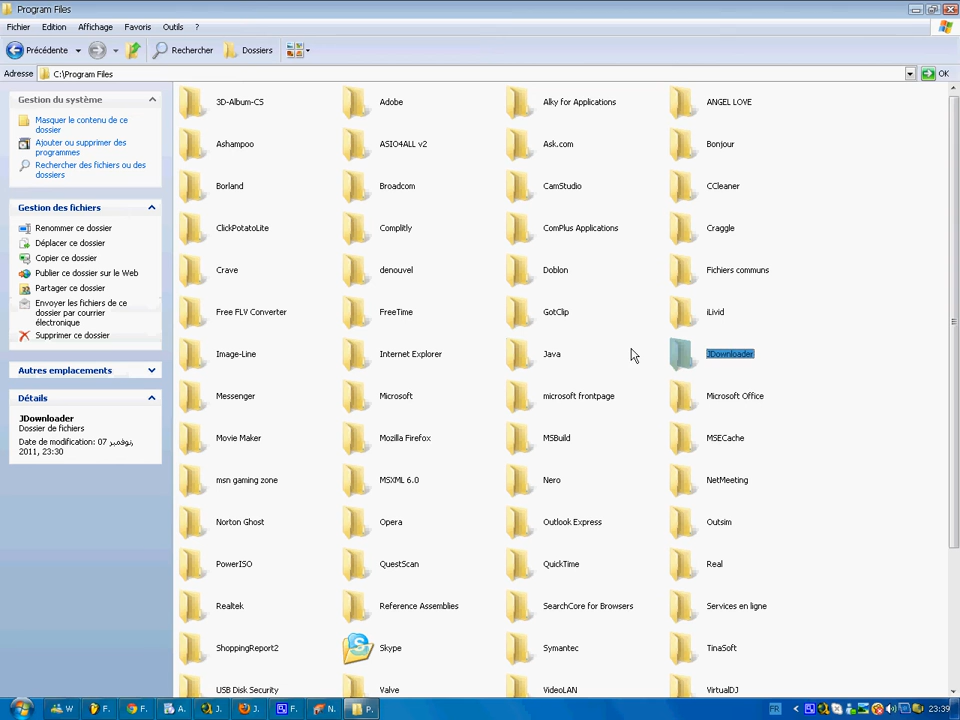 Program Files
Fichier Edition Affichage Favoris Outils ?
Précédente Rechercher Dossiers
Adresse C:\Program Files OK
Gestion du système
Masquer le contenu de ce
dossier
Ajouter ou supprimer des
programmes
Rechercher des fichiers ou des
dossiers
Gestion des fichiers
Renommer ce dossier
Déplacer ce dossier
Copier ce dossier
Publier ce dossier sur le Web
Partager ce dossier
Envoyer les fichiers de ce
dossier par courrier
électronique
Supprimer ce dossier
Autres emplacements
Détails
JDownloader
Dossier de fichiers
Date de modification: 07 نوفمبر,
2011, 23:30
3D-Album-CS Adobe Alky for Applications ANGEL LOVE
Ashampoo ASIO4ALL v2 Ask.com Bonjour
Borland Broadcom CamStudio CCleaner
ClickPotatoLite Complitly ComPlus Applications Craggle
Crave denouvel Doblon Fichiers communs
Free FLV Converter FreeTime GotClip iLivid
Image-Line Internet Explorer Java JDownloader
Messenger Microsoft microsoft frontpage Microsoft Office
Movie Maker Mozilla Firefox MSBuild MSECache
msn gaming zone MSXML 6.0 Nero NetMeeting
Norton Ghost Opera Outlook Express Outsim
PowerISO QuestScan QuickTime Real
Realtek Reference Assemblies SearchCore for Browsers Services en ligne
ShoppingReport2 Skype Symantec TinaSoft
USB Disk Security Valve VideoLAN VirtualDJ
W F. F. A. J. J. F. N. P. FR 23:39